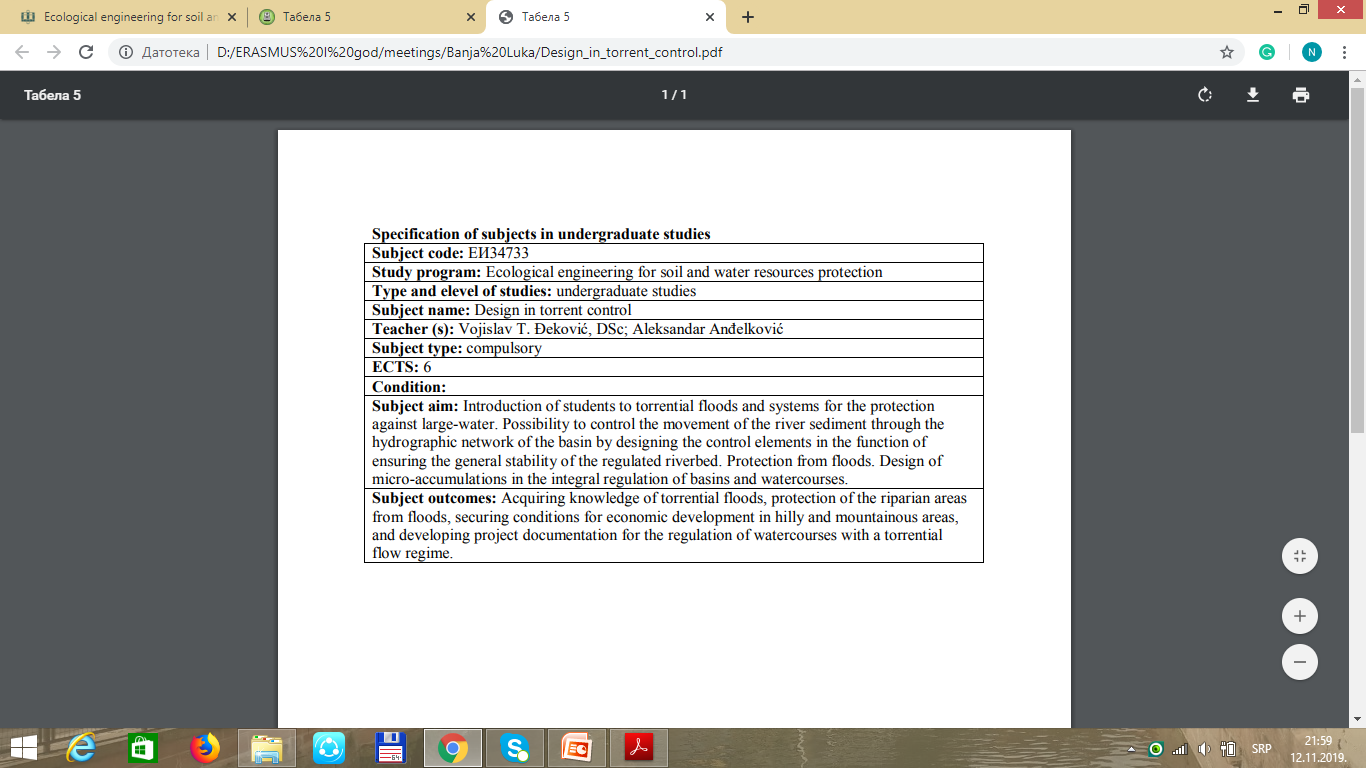 Ecological engineering for soil an
Табела 5
Табела 5
Датотека
D:/ERASMUS%20I%20god/meetings/Banja%20Luka/Design_in_torrent_control.pdf
N
Табела 5
1 / 1
Specification of subjects in undergraduate studies
Subject code: ЕИ34733
Study program: Ecological engineering for soil and water resources protection
Type and elevel of studies: undergraduate studies
Subject name: Design in torrent control
Teacher (s): Vojislav T. Đeković, DSc; Aleksandar Anđelković
Subject type: compulsory
ECTS: 6
Condition:
Subject aim: Introduction of students to torrential floods and systems for the protection
against large-water. Possibility to control the movement of the river sediment through the
hydrographic network of the basin by designing the control elements in the function of
ensuring the general stability of the regulated riverbed. Protection from floods. Design of
micro-accumulations in the integral regulation of basins and watercourses.
Subject outcomes: Acquiring knowledge of torrential floods, protection of the riparian areas
from floods, securing conditions for economic development in hilly and mountainous areas,
and developing project documentation for the regulation of watercourses with a torrential
flow regime.
64
SRP
21:59
12.11.2019.